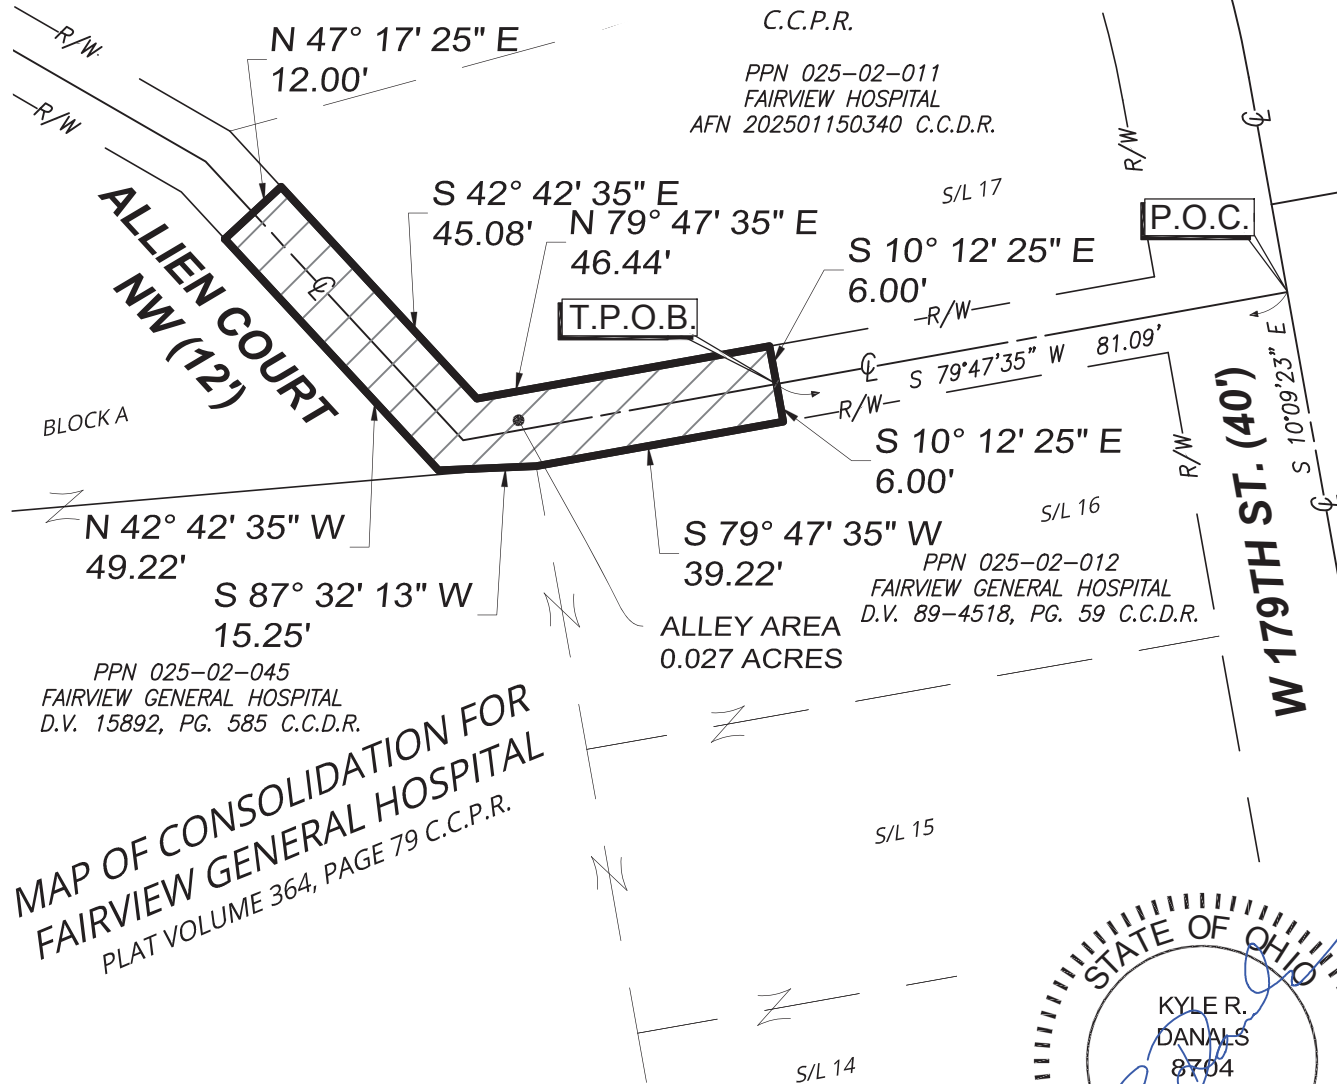 C.C.P.R.
R/W
N 47° 17' 25" E
12.00'
PPN 025-02-011
FAIRVIEW HOSPITAL
AFN 202501150340 C.C.D.R.
R/W
CL
R/W
S/L 17
S 42° 42' 35" E
45.08'
N 79° 47' 35" E
46.44'
P.O.C.
S 10° 12' 25" E
6.00'
ALLIEN COURT
NW (12')
CL
T.P.O.B.
R/W
CL
S 79°47'35" W 81.09'
S 10°09'23" E
R/W
BLOCK A
R/W
S 10° 12' 25" E
6.00'
W 179TH ST. (40')
CL
N 42° 42' 35" W
49.22'
S/L 16
S 79° 47' 35" W
39.22'
PPN 025-02-012
FAIRVIEW GENERAL HOSPITAL
D.V. 89-4518, PG. 59 C.C.D.R.
S 87° 32' 13" W
15.25'
ALLEY AREA
0.027 ACRES
PPN 025-02-045
FAIRVIEW GENERAL HOSPITAL
D.V. 15892, PG. 585 C.C.D.R.
MAP OF CONSOLIDATION FOR
FAIRVIEW GENERAL HOSPITAL
PLAT VOLUME 364, PAGE 79 C.C.P.R.
S/L 15
STATE OF OHIO
KYLE R.
DANALS
8704
S/L 14